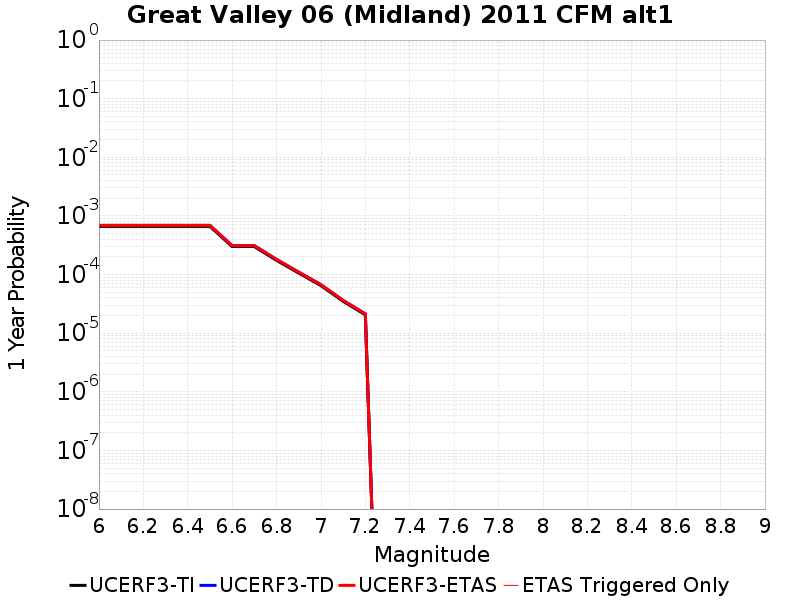 Great Valley 06 (Midland) 2011 CFM alt1
1 Year Probability
10^0
10^-1
10^-2
10^-3
10^-4
10^-5
10^-6
10^-7
10^-8
6 6.2 6.4 6.6 6.8 7 7.2 7.4 7.6 7.8 8 8.2 8.4 8.6 8.8 9
Magnitude
UCERF3-TI UCERF3-TD UCERF3-ETAS ETAS Triggered Only